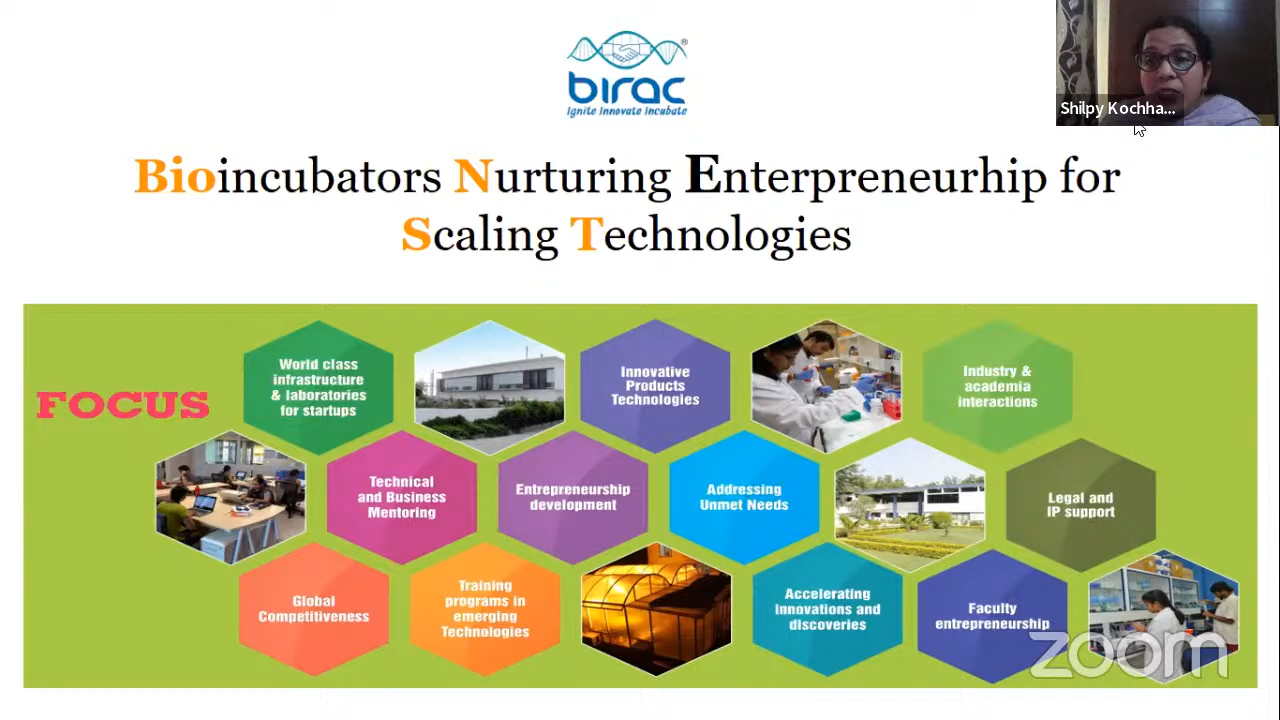 birac®
Ignite Innovate Incubate
Shilpy Kochha...
Bioincubators Nurturing Enterpreneurhip for
Scaling Technologies
FOCUS
World class
infrastructure
& laboratories
for startups
Innovative
Products
Technologies
Industry &
academia
interactions
Technical
and Business
Mentoring
Entrepreneurship
development
Addressing
Unmet Needs
Legal and
IP support
Global
Competitiveness
Training
programs in
emerging
Technologies
Accelerating
Innovations and
discoveries
Faculty
entrepreneurship
zoom